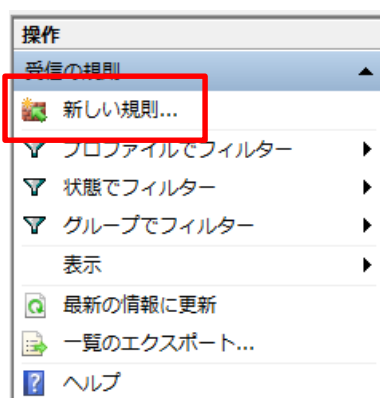 操作
受信の規則
新しい規則...
プロファイルでフィルター
状態でフィルター
グループでフィルター
表示
最新の情報に更新
一覧のエクスポート...
ヘルプ